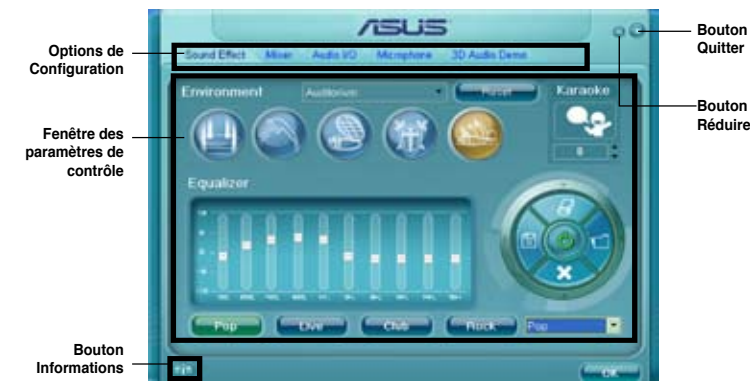 ASUS
Bouton
Quitter
Options de
Configuration
Sound Effect Mixer Audio I/O Microphone 3D Audio Demo
Environment Auditorium Reset Karaoke
Bouton
Réduire
Fenêtre des
paramètres de
contrôle
0
Equalizer
Pop Live Club Rock Pop
Bouton
Informations
OK